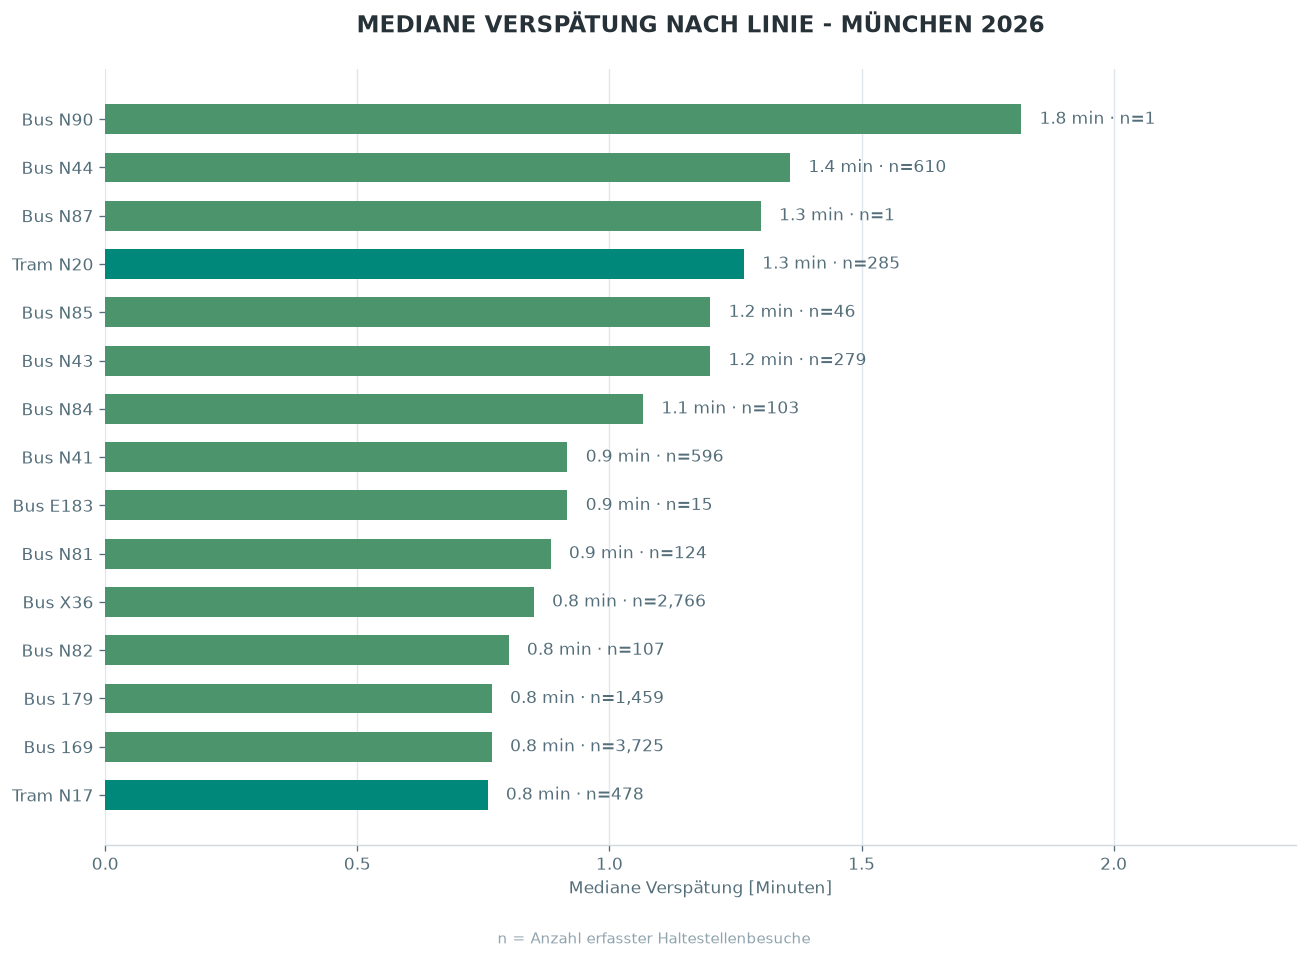 MEDIANE VERSPÄTUNG NACH LINIE - MÜNCHEN 2026
Bus N90 1.8 min · n=1
Bus N44 1.4 min · n=610
Bus N87 1.3 min · n=1
Tram N20 1.3 min · n=285
Bus N85 1.2 min · n=46
Bus N43 1.2 min · n=279
Bus N84 1.1 min · n=103
Bus N41 0.9 min · n=596
Bus E183 0.9 min · n=15
Bus N81 0.9 min · n=124
Bus X36 0.8 min · n=2,766
Bus N82 0.8 min · n=107
Bus 179 0.8 min · n=1,459
Bus 169 0.8 min · n=3,725
Tram N17 0.8 min · n=478
0.0 0.5 1.0 1.5 2.0
Mediane Verspätung [Minuten]
n = Anzahl erfasster Haltestellenbesuche